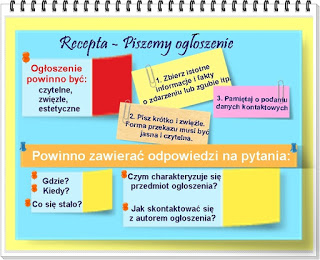 Recepta ~ Piszemy ogłoszenie
Ogłoszenie
powinno być:
czytelne,
zwięzłe,
estetyczne
1. Zbierz istotne
informacje i fakty
o zdarzeniu lub zgubie itp.
2. Pisz krótko i zwięźle.
Forma przekazu musi być
jasna i czytelna.
3. Pamiętaj o podaniu
danych kontaktowych
Powinno zawierać odpowiedzi na pytania:
Gdzie?
Kiedy?
Co się stało?
Czym charakteryzuje się
przedmiot ogłoszenia?
Jak skontaktować się
z autorem ogłoszenia?